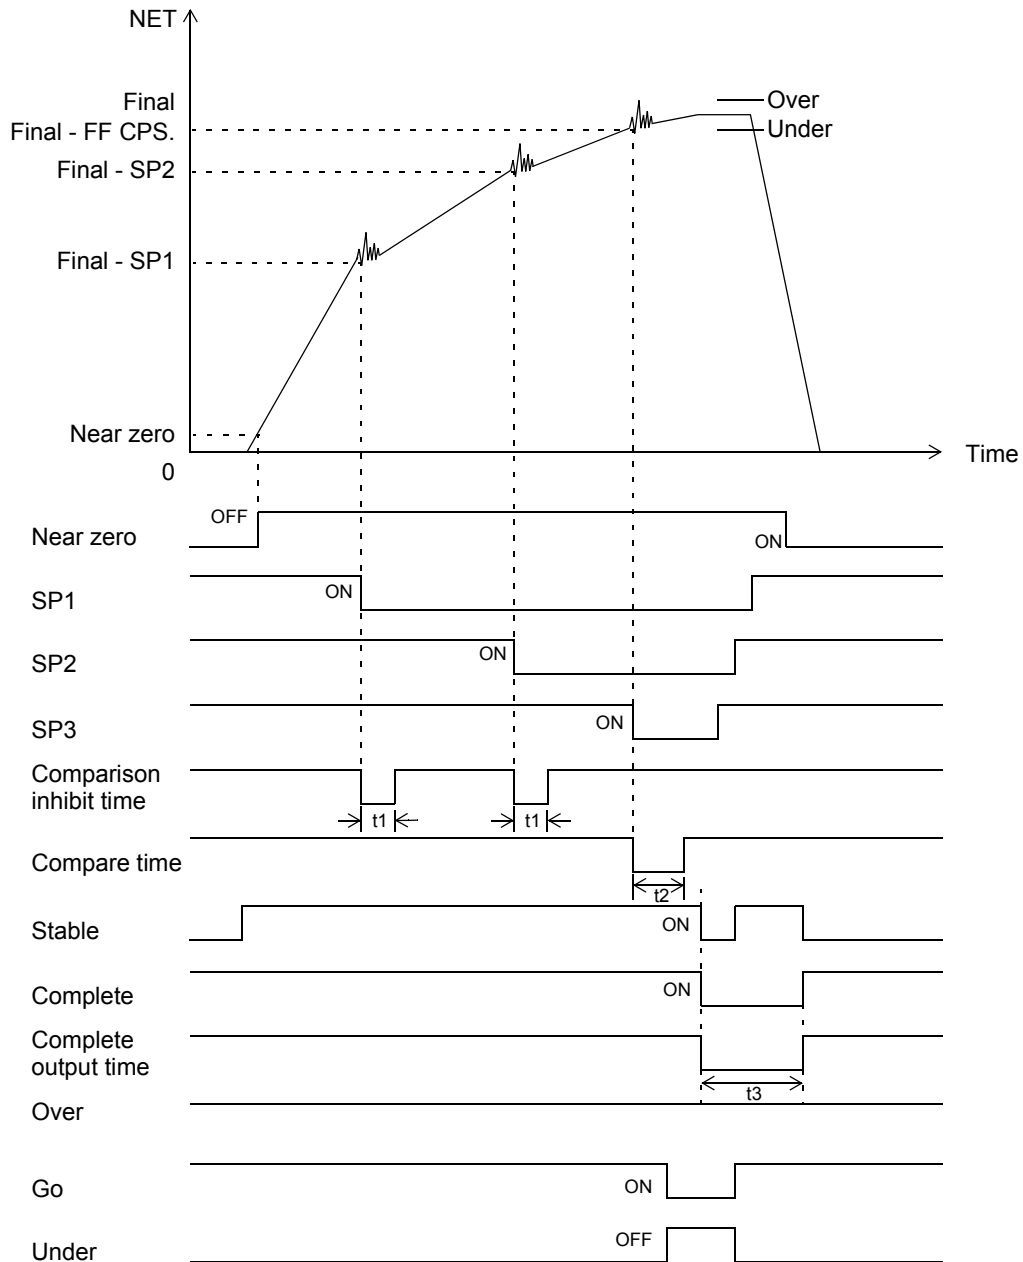 NET
Final
Over
Final - FF CPS.
Under
Final - SP2
Final - SP1
Near zero
0
Time
OFF
Near zero
ON
SP1
ON
SP2
ON
SP3
ON
Comparison
inhibit time
t1
t1
Compare time
t2
Stable
ON
Complete
ON
Complete
output time
t3
Over
Go
ON
Under
OFF